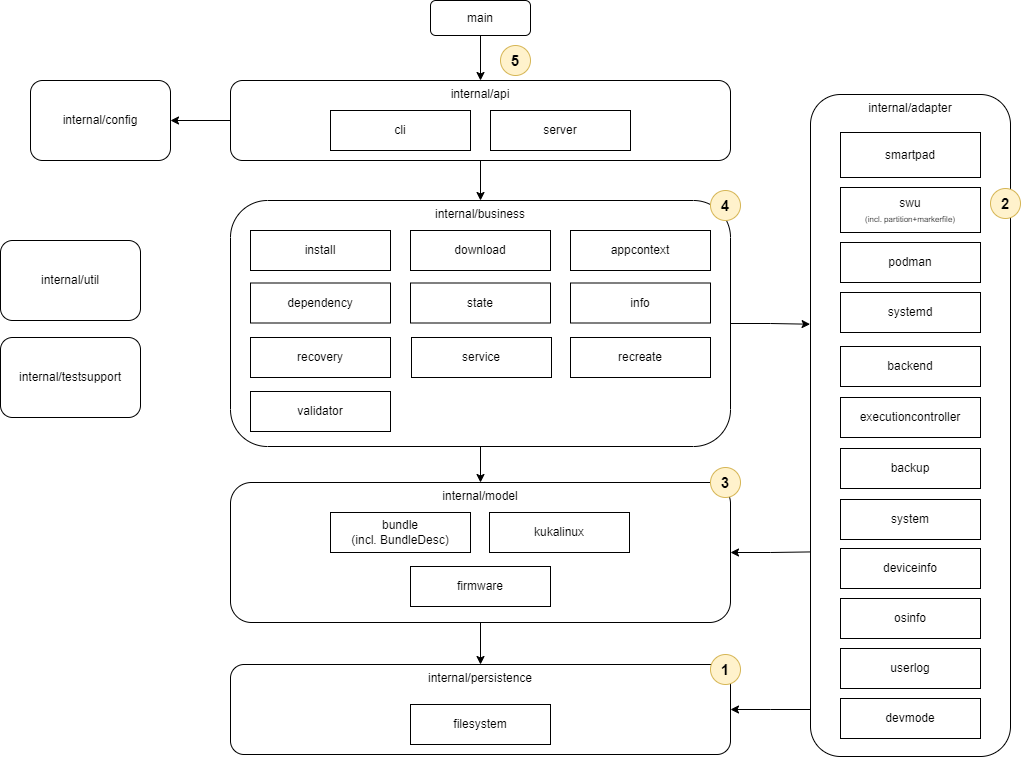 main
5
internal/api
cli
server
internal/config
internal/adapter
smartpad
swu
(incl. partition+markerfile)
2
podman
systemd
backend
executioncontroller
backup
system
deviceinfo
osinfo
userlog
devmode
4
internal/business
install
download
appcontext
dependency
state
info
recovery
service
recreate
validator
internal/util
internal/testsupport
3
internal/model
bundle
(incl. BundleDesc)
kukalinux
firmware
1
internal/persistence
filesystem